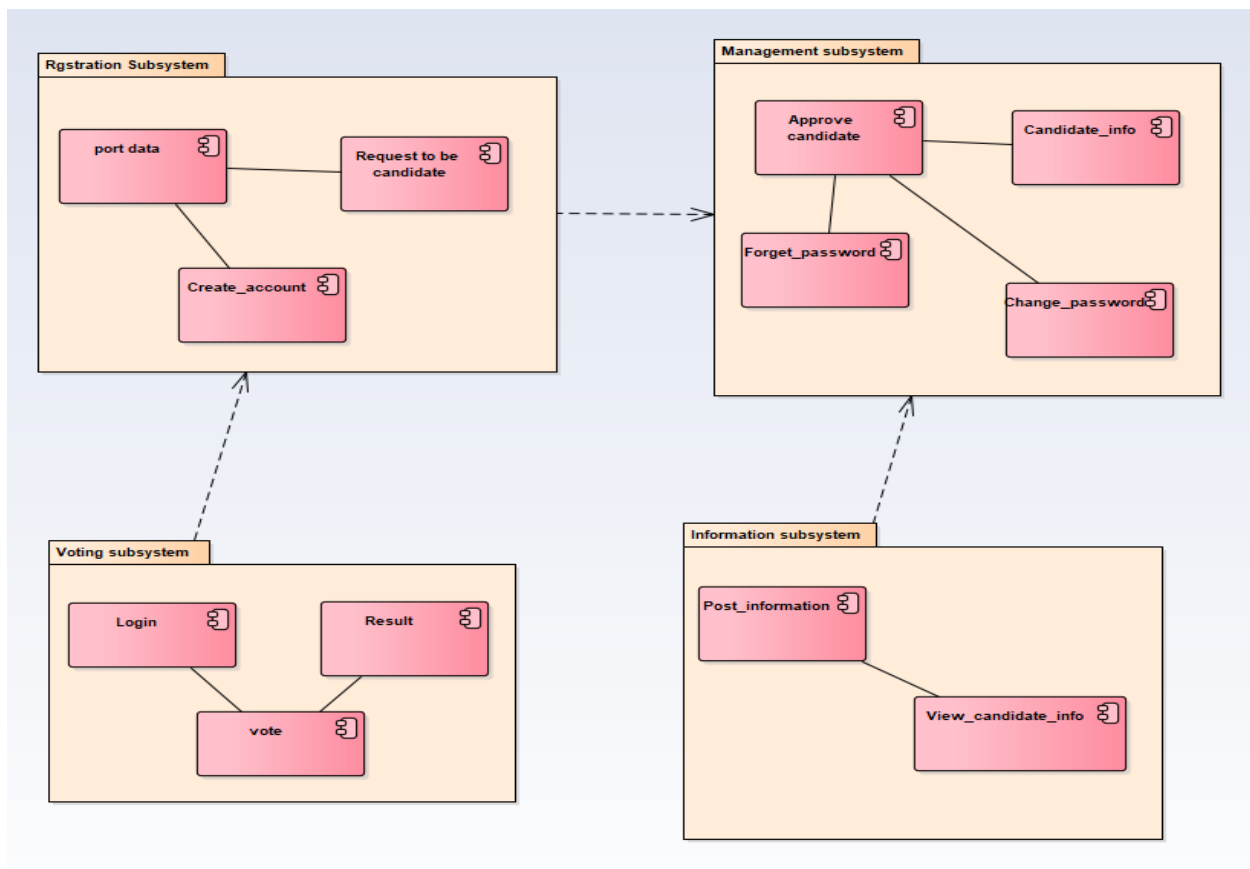 Rgstration Subsystem
port data
Request to be
candidate
Create_account
Management subsystem
Approve
candidate
Candidate_info
Forget_password
Change_password
Voting subsystem
Login
Result
vote
Information subsystem
Post_information
View_candidate_info